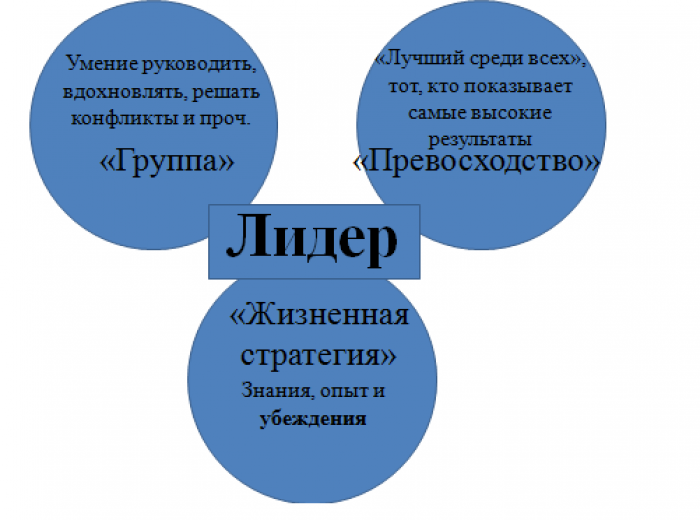 Умение руководить,
вдохновлять, решать
конфликты и проч.
«Группа»
«Лучший среди всех»,
тот, кто показывает
самые высокие
результаты
«Превосходство»
Лидер
«Жизненная
стратегия»
Знания, опыт и
убеждения